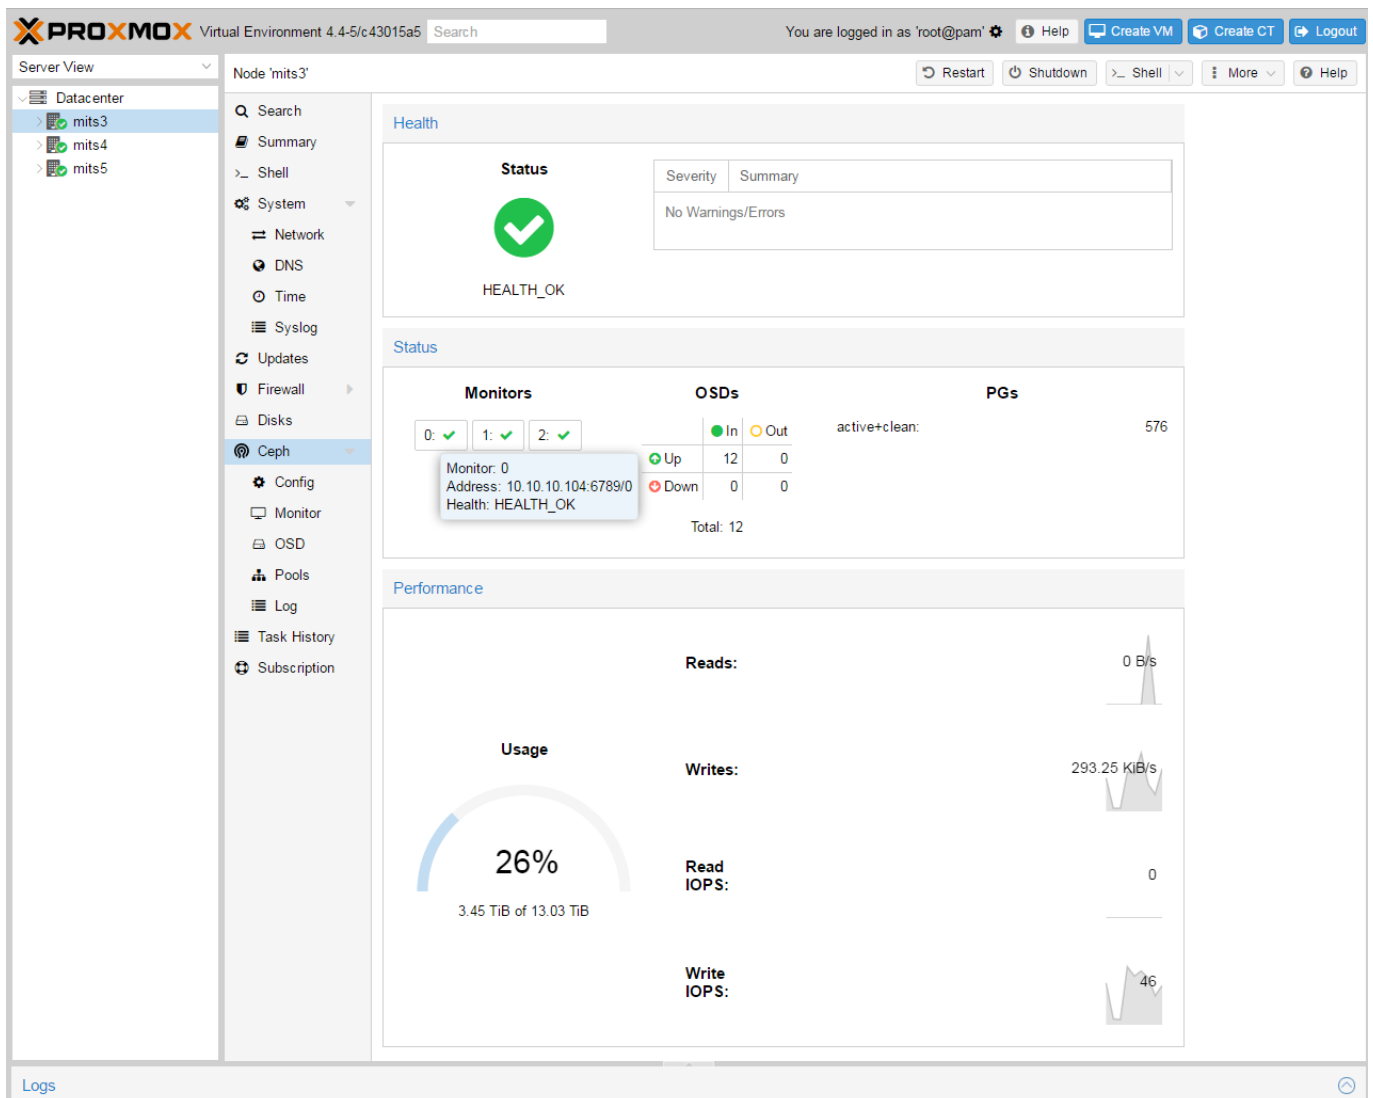 PROXMOX Virtual Environment 4.4-5/c43015a5 Search You are logged in as 'root@pam' Help Create VM Create CT Logout
Server View
Node 'mits3' Restart Shutdown >_ Shell More Help
Datacenter
mits3
mits4
mits5
Search
Summary
>_ Shell
System
Network
DNS
Time
Syslog
Updates
Firewall
Disks
Ceph
Config
Monitor
OSD
Pools
Log
Task History
Subscription
Health
Status
HEALTH_OK
Severity Summary
No Warnings/Errors
Status
Monitors
0: 1: 2:
Monitor: 0
Address: 10.10.10.104:6789/0
Health: HEALTH_OK
OSDs
In Out
Up 12 0
Down 0 0
Total: 12
PGs
active+clean: 576
Performance
Usage
26%
3.45 TiB of 13.03 TiB
Reads: 0 B/s
Writes: 293.25 KiB/s
Read
IOPS: 0
Write
IOPS: 46
Logs